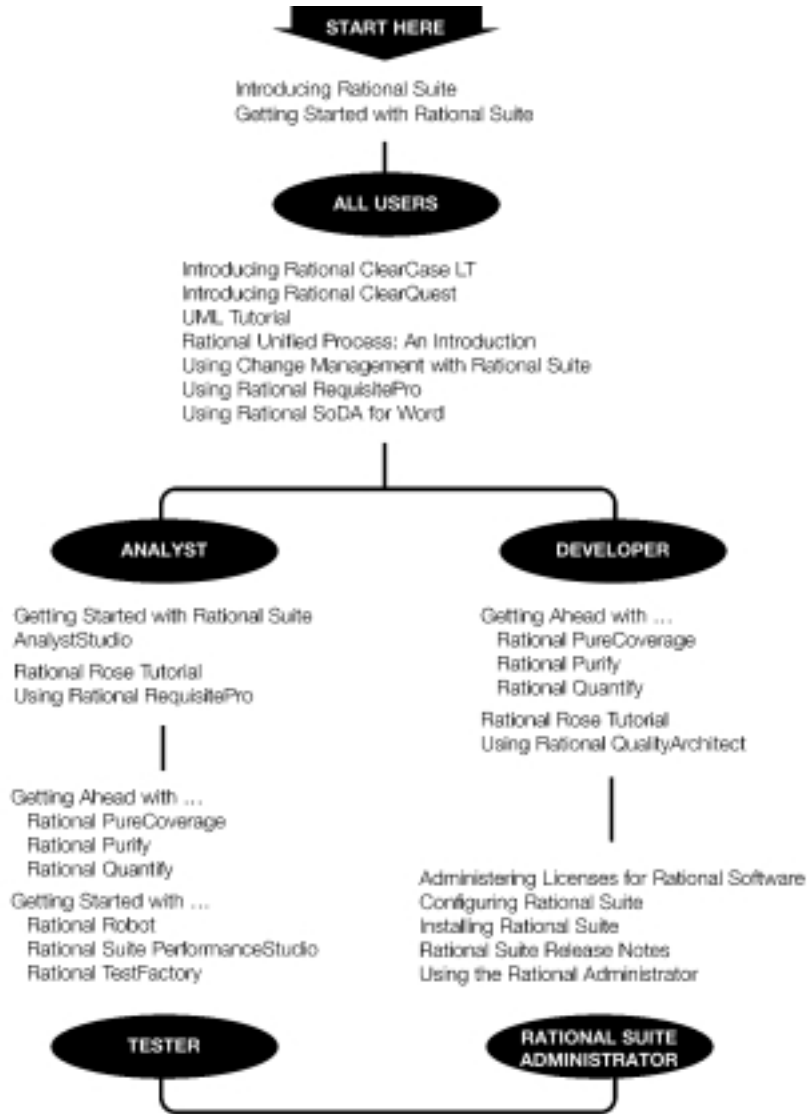 START HERE
Introducing Rational Suite
Getting Started with Rational Suite
ALL USERS
Introducing Rational ClearCase LT
Introducing Rational ClearQuest
UML Tutorial
Rational Unified Process: An Introduction
Using Change Management with Rational Suite
Using Rational RequisitePro
Using Rational SoDA for Word
ANALYST
Getting Started with Rational Suite
AnalystStudio
Rational Rose Tutorial
Using Rational RequisitePro
Getting Ahead with ...
Rational PureCoverage
Rational Purify
Rational Quantify
Getting Started with ...
Rational Robot
Rational Suite PerformanceStudio
Rational TestFactory
TESTER
DEVELOPER
Getting Ahead with ...
Rational PureCoverage
Rational Purify
Rational Quantify
Rational Rose Tutorial
Using Rational QualityArchitect
Administering Licenses for Rational Software
Configuring Rational Suite
Installing Rational Suite
Rational Suite Release Notes
Using the Rational Administrator
RATIONAL SUITE
ADMINISTRATOR